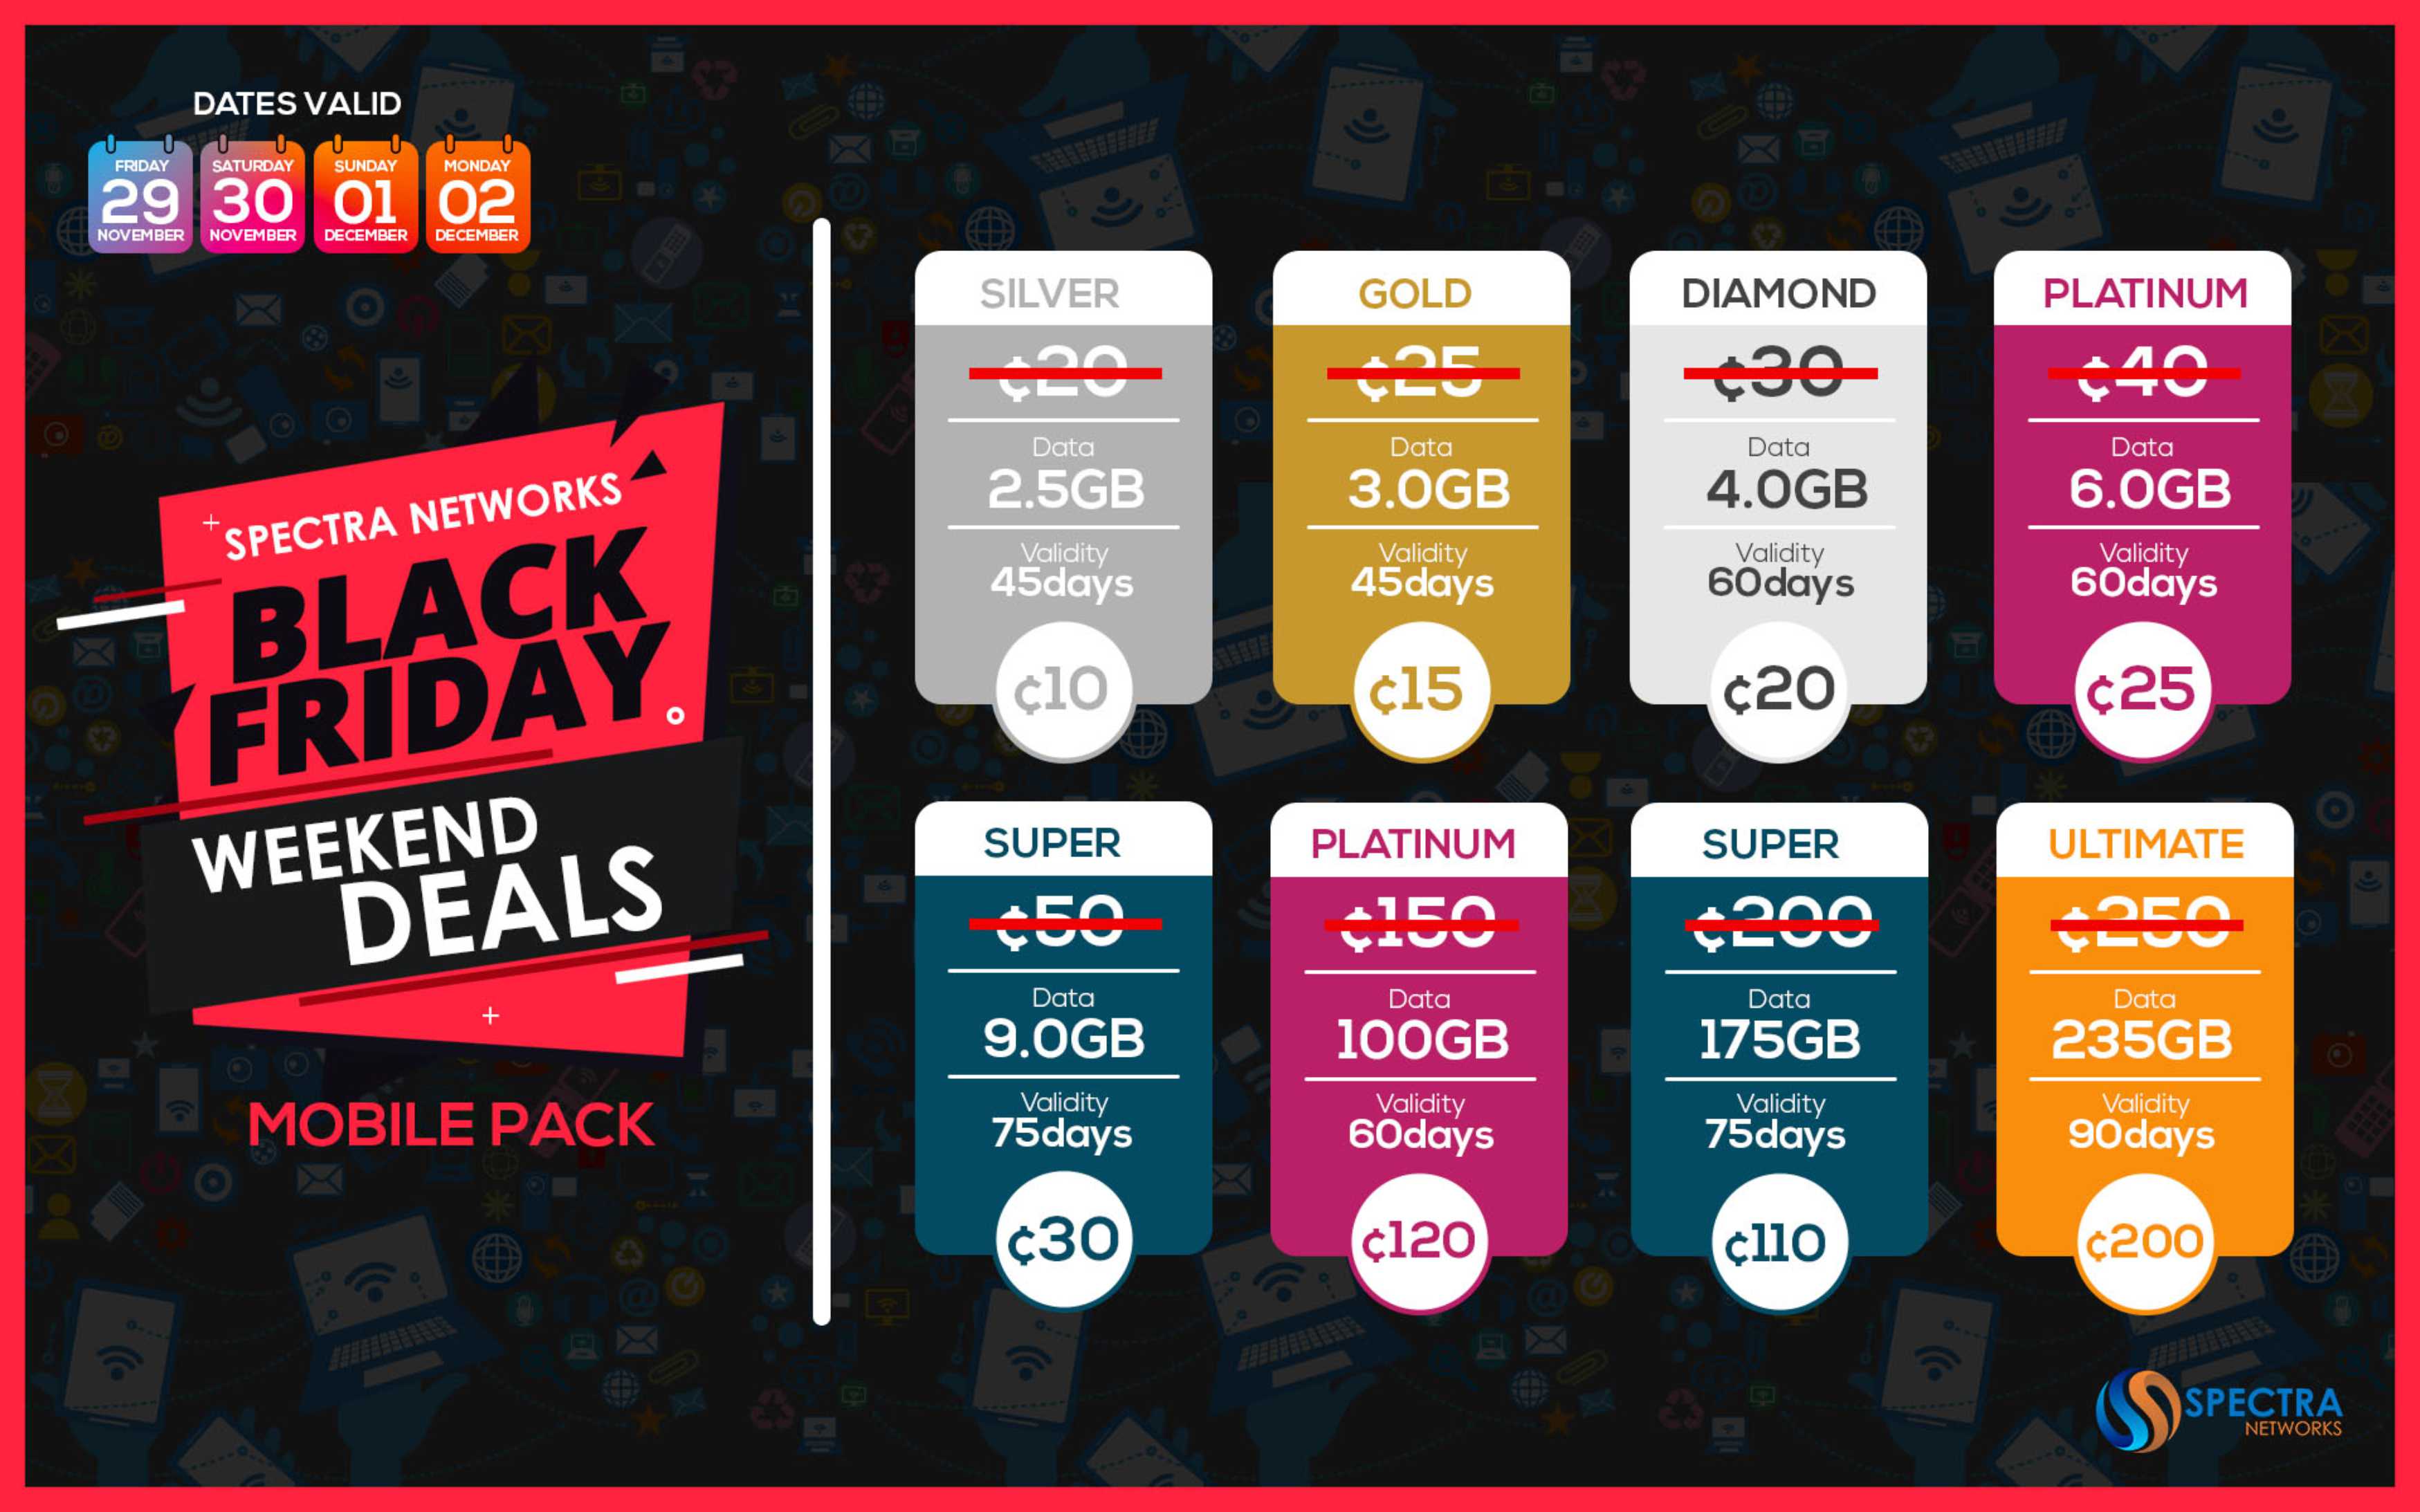 DATES VALID
FRIDAY
29
NOVEMBER
SATURDAY
30
NOVEMBER
SUNDAY
01
DECEMBER
MONDAY
02
DECEMBER
SPECTRA NETWORKS
BLACK
FRIDAY
WEEKEND
DEALS
MOBILE PACK
SILVER
₵20
Data
2.5GB
Validity
45days
₵10
GOLD
₵25
Data
3.0GB
Validity
45days
₵15
DIAMOND
₵30
Data
4.0GB
Validity
60days
₵20
PLATINUM
₵40
Data
6.0GB
Validity
60days
₵25
SUPER
₵50
Data
9.0GB
Validity
75days
₵30
PLATINUM
₵150
Data
100GB
Validity
60days
₵120
SUPER
₵200
Data
175GB
Validity
75days
₵110
ULTIMATE
₵250
Data
235GB
Validity
90days
₵200
SPECTRA
NETWORKS